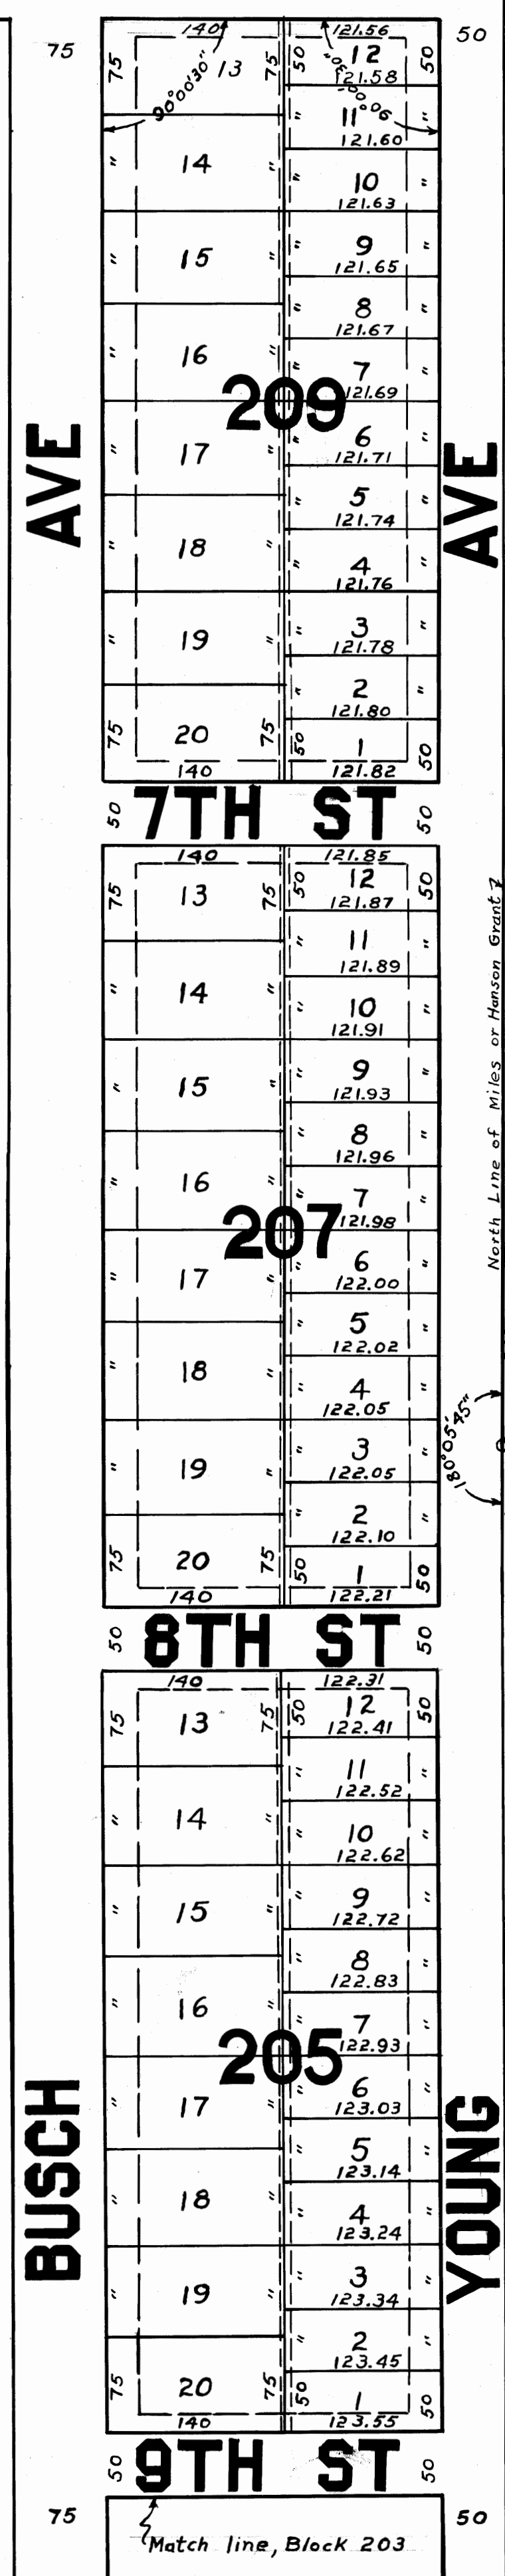 140 121.56
75 50
75 13 75 50 12 50
90°00'30" 121.58
90°00'30"
" 11 "
121.60
" 14 " " 10 "
121.63
" 15 " " 9 "
121.65
" 8 "
121.67
" 16 " " 7 "
121.69
209
" 17 " " 6 "
121.71
" 5 "
121.74
" 18 " " 4 "
121.76
" 19 " " 3 "
121.78
" 2 "
121.80
75 20 75 50 1 50
140 121.82
AVE
AVE
50 7TH ST 50
140 121.85
75 13 75 50 12 50
121.87
" 11 "
121.89
" 14 " " 10 "
121.91
" 15 " " 9 "
121.93
" 8 "
121.96
" 16 " " 7 "
121.98
207
" 17 " " 6 "
122.00
" 5 "
122.02
" 18 " " 4 "
122.05
" 19 " " 3 "
122.05
" 2 "
122.10
75 20 75 50 1 50
140 122.21
North Line of Miles or Hanson Grant
180°05'45"
50 8TH ST 50
140 122.31
75 13 75 50 12 50
122.41
" 11 "
122.52
" 14 " " 10 "
122.62
" 15 " " 9 "
122.72
" 8 "
122.83
" 16 " " 7 "
122.93
205
" 17 " " 6 "
123.03
" 5 "
123.14
" 18 " " 4 "
123.24
" 19 " " 3 "
123.34
" 2 "
123.45
75 20 75 50 1 50
140 123.55
BUSCH
YOUNG
50 9TH ST 50
75 50
Match line, Block 203